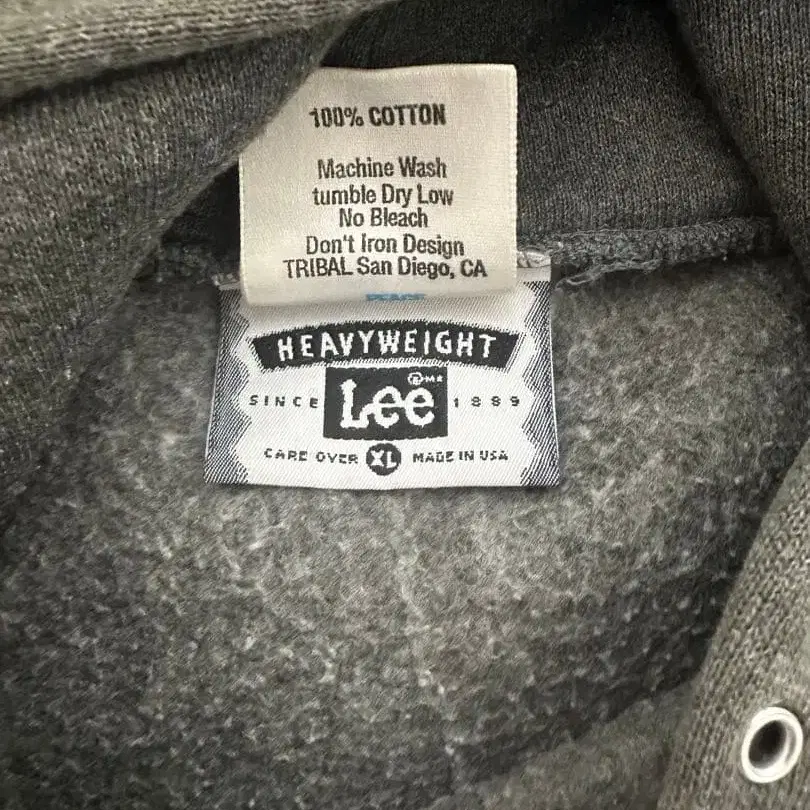 100% COTTON
Machine Wash
tumble Dry Low
No Bleach
Don't Iron Design
TRIBAL San Diego, CA
PEACE
HEAVYWEIGHT
SINCE Lee ® M® 1889
CARE OVER XL MADE IN USA